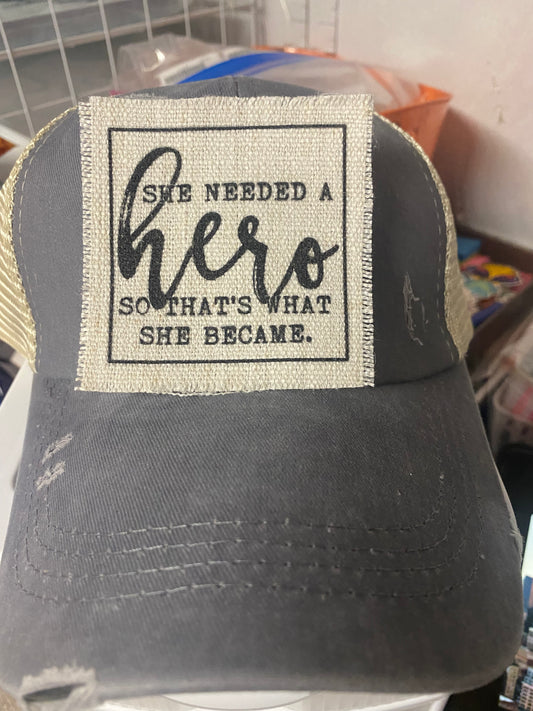 SHE NEEDED A
hero
SO THAT'S WHAT
SHE BECAME.